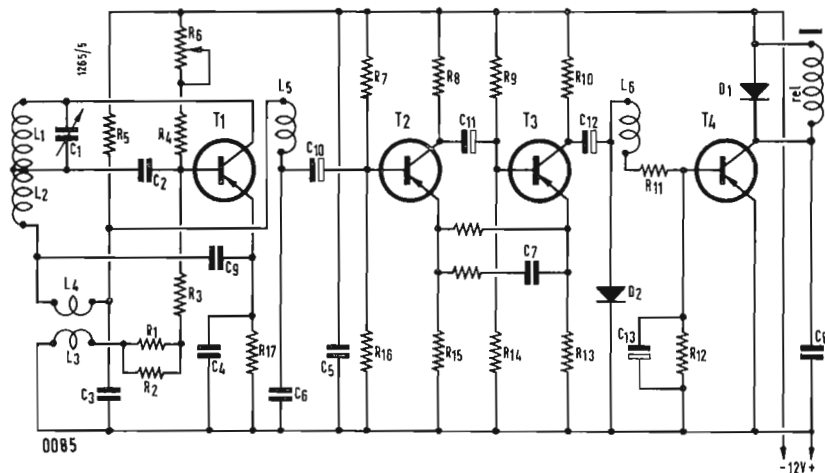 R6
1265/5
L5
R7
R8
R9
R10
L6
D1
rel
L1
C1
R5
R4
T1
C10
T2
C11
T3
C12
T4
L2
C2
R11
C9
C7
D2
L4
R3
L3
R1
R2
C4
R17
C5
R16
R15
R14
R13
C13
R12
C3
C6
0085
-12V+